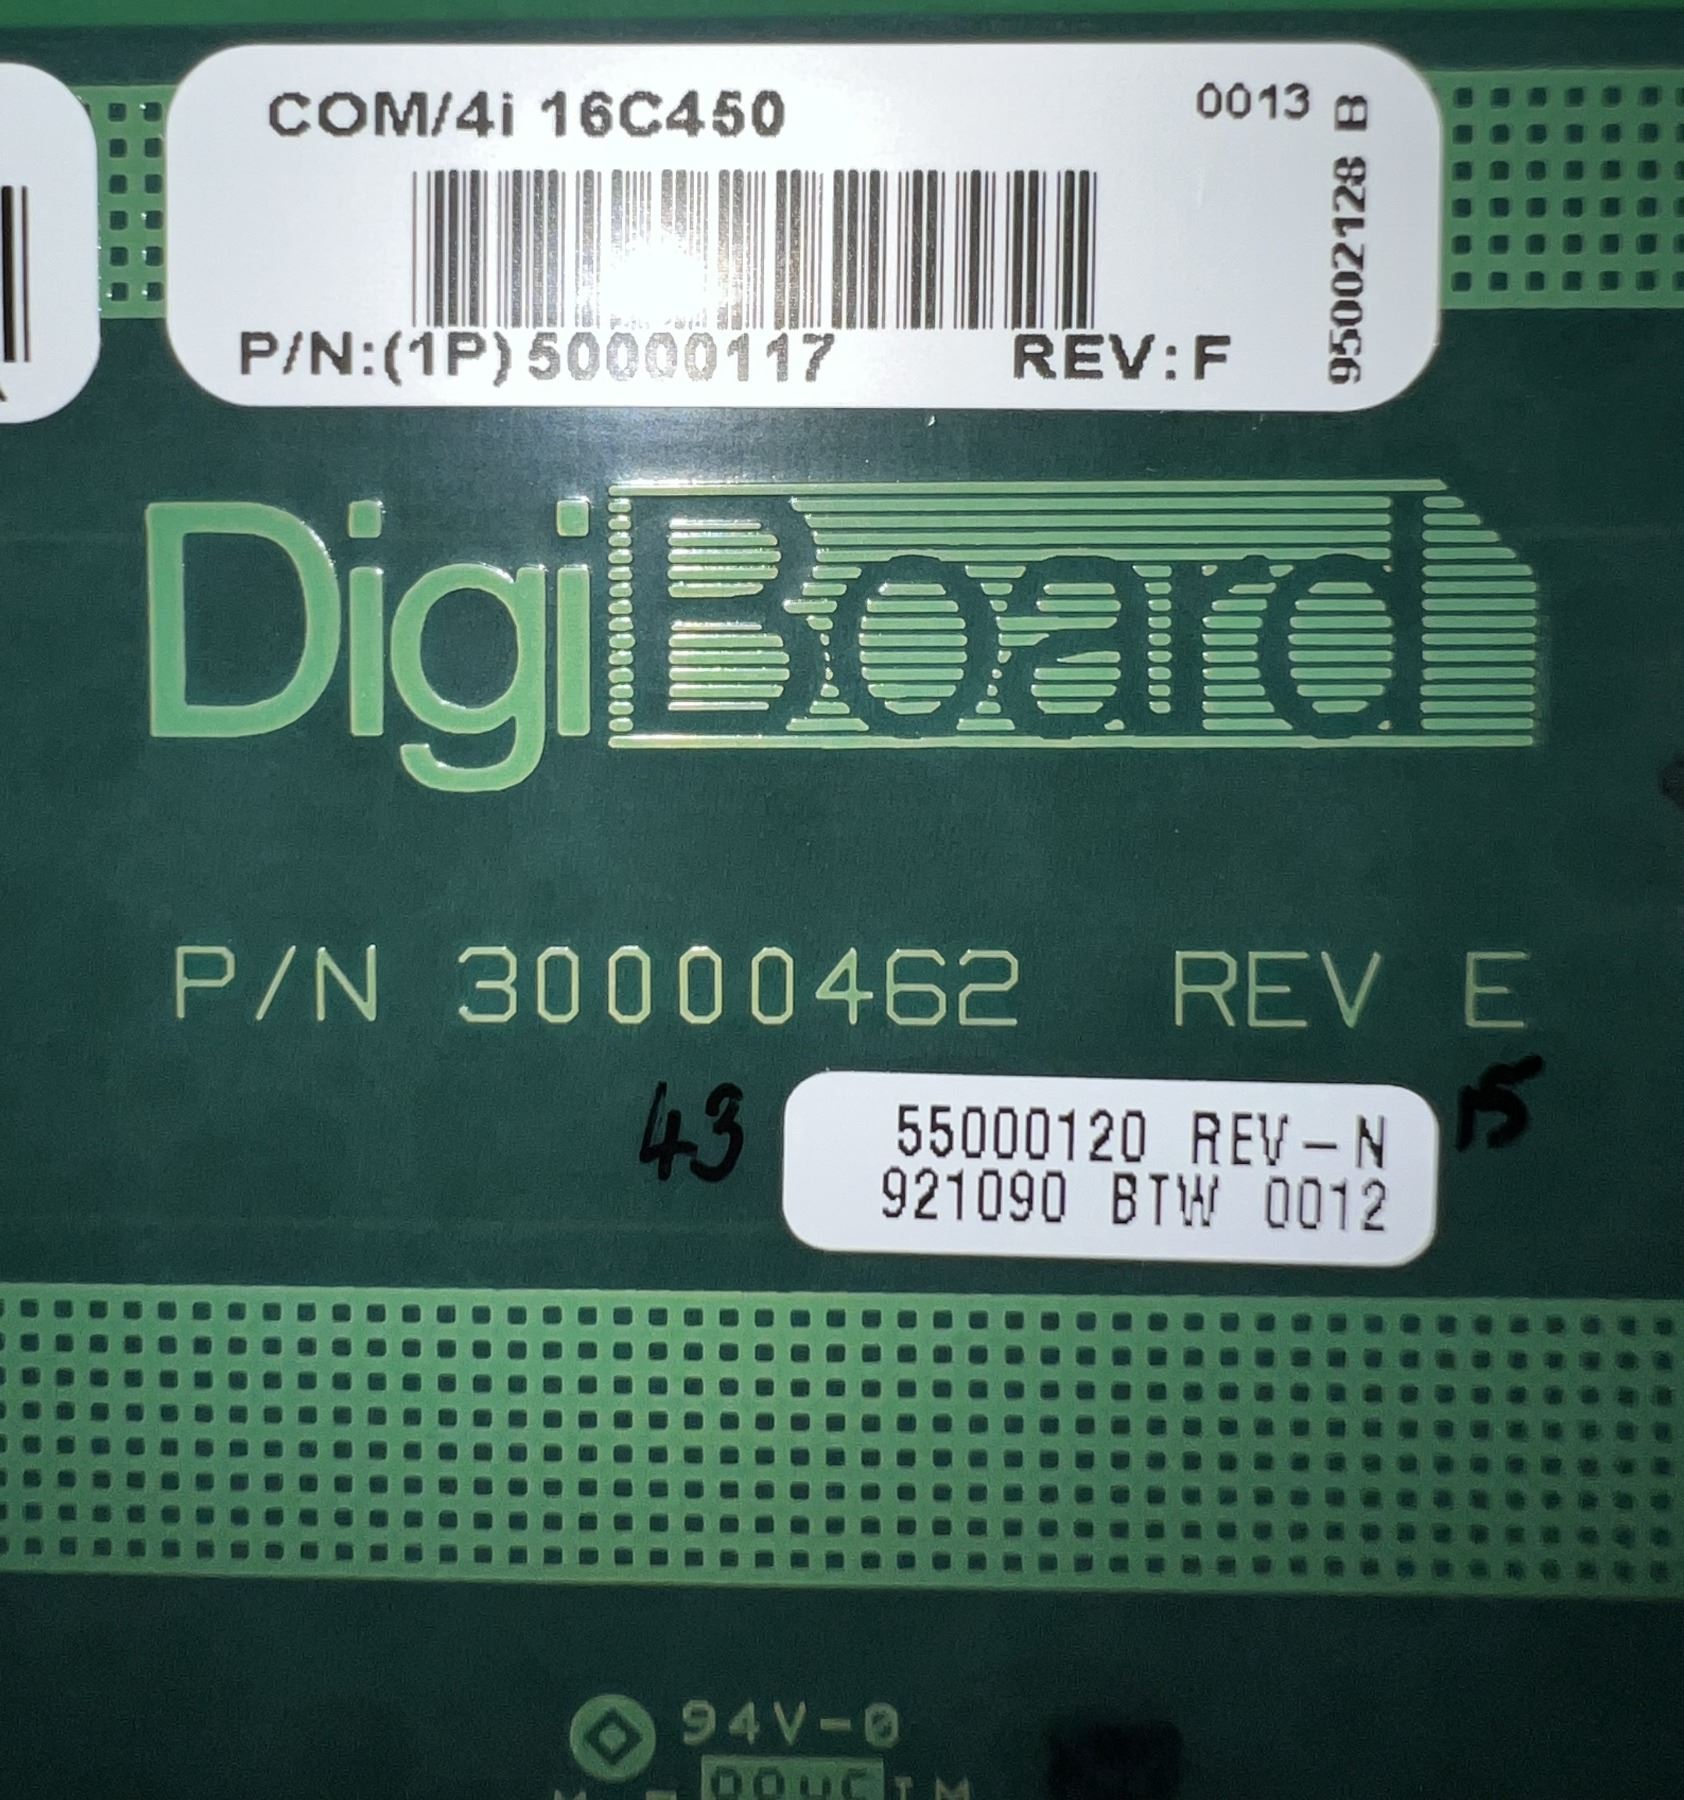 COM/4i 16C450
0013
95002128 B
P/N:(1P)50000117 REV:F
DigiBoard
P/N 30000462 REV E
43
55000120 REV-N
921090 BTW 0012
15
94V-0